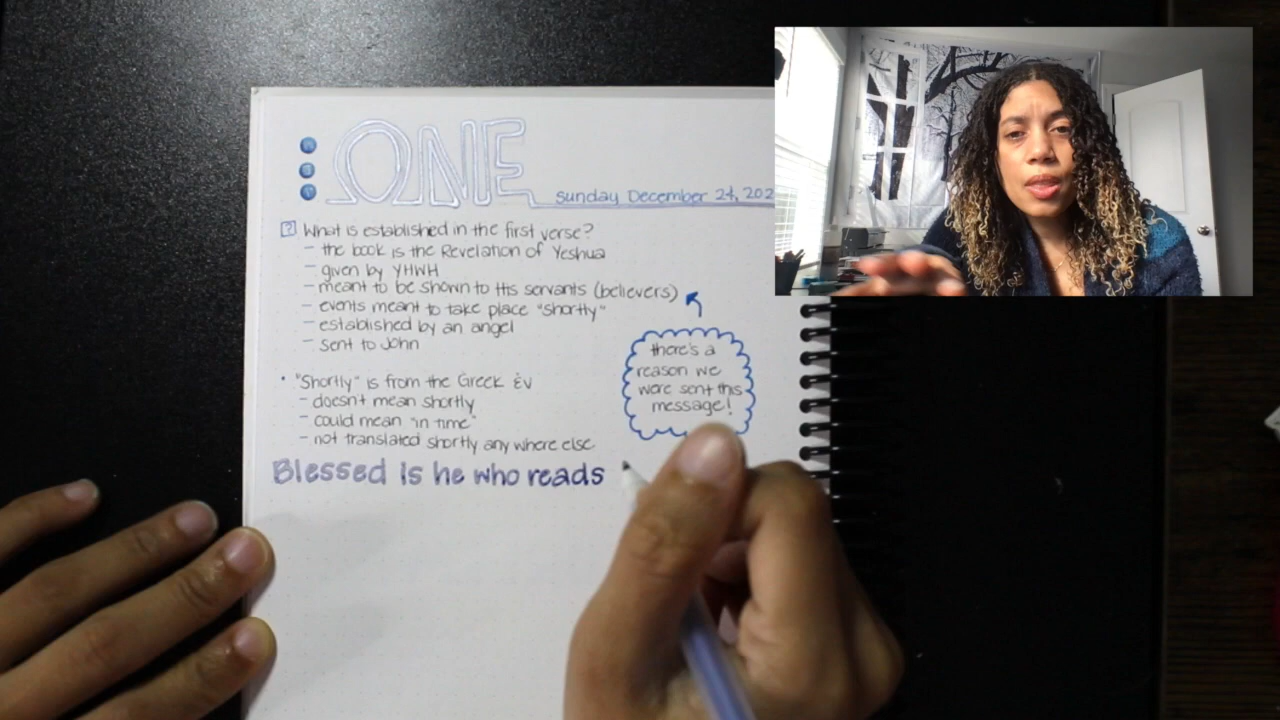 ONE
Sunday December 24, 202
? What is established in the first verse?
- the book is the Revelation of Yeshua
- given by YHWH
- meant to be shown to His servants (believers)
- events meant to take place "shortly"
- established by an angel
- sent to John
there's a
reason we
were sent this
message!
• "Shortly" is from the Greek ἐν
- doesn't mean shortly
- could mean "in time"
- not translated shortly any where else
Blessed is he who reads